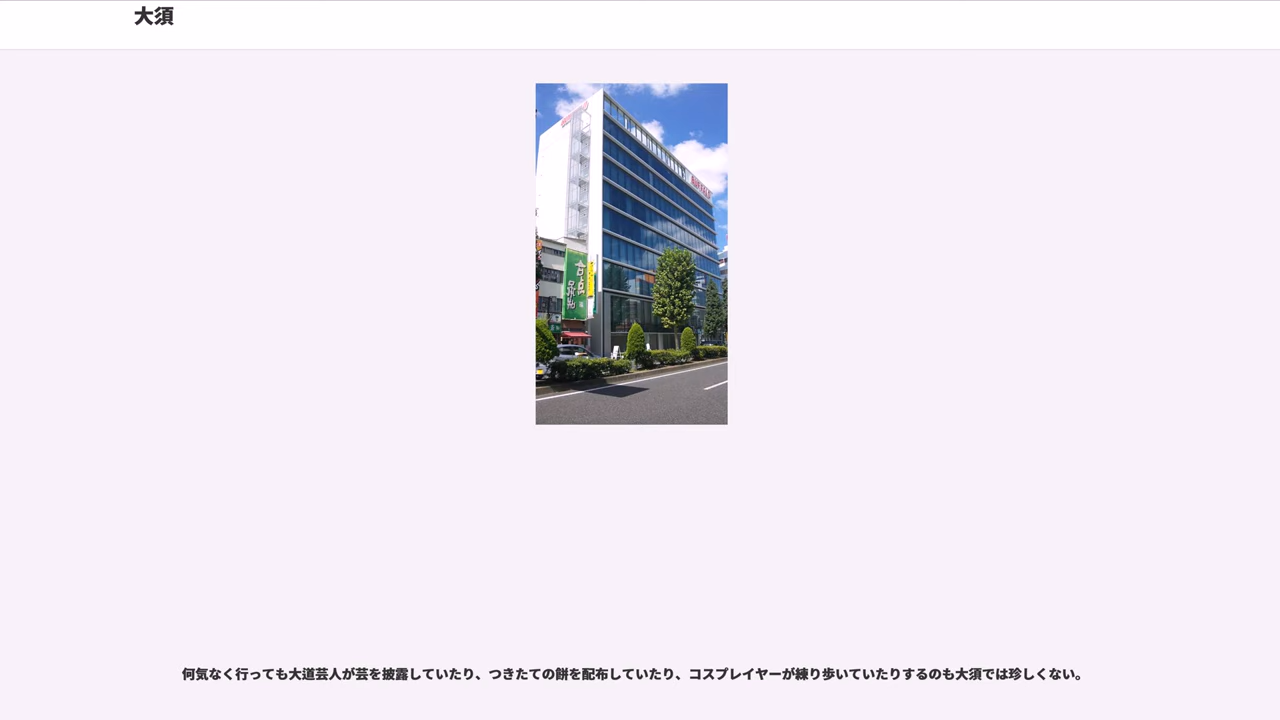 大須
BUFFALO
何気なく行っても大道芸人が芸を披露していたり、つきたての餅を配布していたり、コスプレイヤーが練り歩いていたりするのも大須では珍しくない。